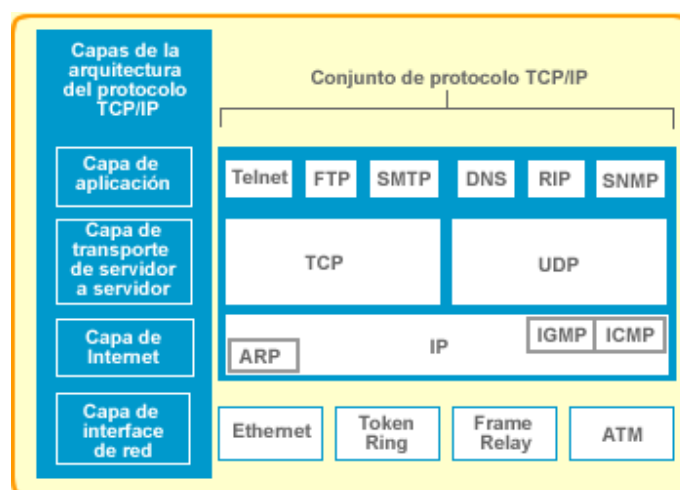 Capas de la
arquitectura
del protocolo
TCP/IP
Conjunto de protocolo TCP/IP
Capa de
aplicación
Telnet
FTP
SMTP
DNS
RIP
SNMP
Capa de
transporte
de servidor
a servidor
TCP
UDP
Capa de
Internet
ARP
IP
IGMP
ICMP
Capa de
interface
de red
Ethernet
Token
Ring
Frame
Relay
ATM